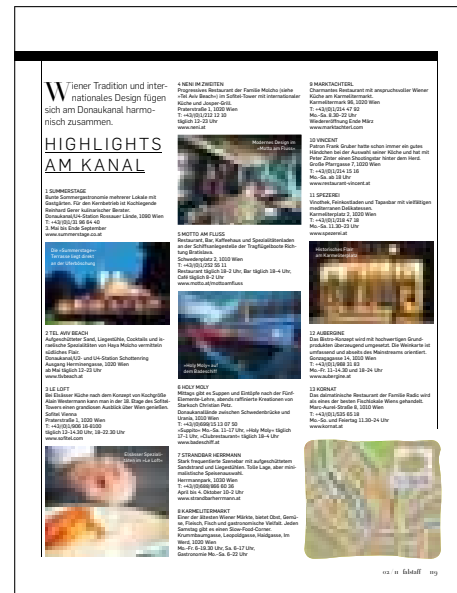 Wiener Tradition und inter-
nationales Design fügen
sich am Donaukanal harmo-
nisch zusammen.
HIGHLIGHTS
AM KANAL
1 SUMMERSTAGE
Bunte Sommergastronomie mehrerer Lokale mit
Gastgärten. Für den Kernbetrieb ist Kochlegende
Reinhard Gerer kulinarischer Berater.
Donaukanal/U4-Station Rossauer Lände, 1090 Wien
T: +43/(0)1/31 96 64 40
3. Mai bis Ende September
www.summerstage.co.at
Die »Summerstage«-
Terrasse liegt direkt
an der Uferböschung
2 TEL AVIV BEACH
Aufgeschütteter Sand, Liegestühle, Cocktails und is-
raelische Spezialitäten von Haya Molcho vermitteln
südliches Flair.
Donaukanal/U2- und U4-Station Schottenring
Ausgang Herminengasse, 1020 Wien
ab Mai täglich 12–23 Uhr
www.tlvbeach.at
3 LE LOFT
Bei Elsässer Küche nach dem Konzept von Kochgröße
Alain Westermann kann man in der 18. Etage des Sofitel-
Towers einen grandiosen Ausblick über Wien genießen.
Sofitel Vienna
Praterstraße 1, 1020 Wien
T: +43/(0)1/906 16-8100
täglich 12–14.30 Uhr, 18–22.30 Uhr
www.sofitel.com
Elsässer Speziali-
täten im »Le Loft«
4 NENI IM ZWEITEN
Progressives Restaurant der Familie Molcho (siehe
»Tel Aviv Beach«) im Sofitel-Tower mit internationaler
Küche und Josper-Grill.
Praterstraße 1, 1020 Wien
T: +43/(0)1/212 13 10
täglich 12–23 Uhr
www.neni.at
Modernes Design im
»Motto am Fluss«
5 MOTTO AM FLUSS
Restaurant, Bar, Kaffeehaus und Spezialitätenladen
an der Schiffsanlegestelle der Tragflügelboote Rich-
tung Bratislava.
Schwedenplatz 2, 1010 Wien
T: +43/(0)1/252 55 11
Restaurant täglich 18–2 Uhr, Bar täglich 18–4 Uhr,
Café täglich 8–2 Uhr
www.motto.at/mottoamfluss
»Holy Moly« auf
dem Badeschiff
6 HOLY MOLY
Mittags gibt es Suppen und Eintöpfe nach der Fünf-
Elemente-Lehre, abends raffinierte Kreationen von
Starkoch Christian Petz.
Donaukanallände zwischen Schwedenbrücke und
Urania, 1010 Wien
T: +43/(0)699/15 13 07 50
»Suppito« Mo.–Sa. 11–17 Uhr, »Holy Moly« täglich
17–1 Uhr, »Clubrestaurant« täglich 18–4 Uhr
www.badeschiff.at
7 STRANDBAR HERRMANN
Stark frequentierte Szenebar mit aufgeschüttetem
Sandstrand und Liegestühlen. Tolle Lage, aber mini-
malistische Speisenauswahl.
Herrmannpark, 1030 Wien
T: +43/(0)688/866 60 36
April bis 4. Oktober 10–2 Uhr
www.strandbarherrmann.at
8 KARMELITERMARKT
Einer der ältesten Wiener Märkte, bietet Obst, Gemü-
se, Fleisch, Fisch und gastronomische Vielfalt. Jeden
Samstag gibt es einen Slow-Food-Corner.
Krummbaumgasse, Leopoldsgasse, Haidgasse, Im
Werd, 1020 Wien
Mo.–Fr. 6–19.30 Uhr, Sa. 6–17 Uhr,
Gastronomie Mo.–Sa. 6–22 Uhr
9 MARKTACHTERL
Charmantes Restaurant mit anspruchsvoller Wiener
Küche am Karmelitermarkt.
Karmelitermarkt 96, 1020 Wien
T: +43/(0)1/214 47 92
Mo.–Sa. 8.30–22 Uhr
Wiedereröffnung Ende März
www.marktachterl.com
10 VINCENT
Patron Frank Gruber hatte schon immer ein gutes
Händchen bei der Auswahl seiner Köche und hat mit
Peter Zinter einen Shootingstar hinter dem Herd.
Große Pfarrgasse 7, 1020 Wien
T: +43/(0)1/214 15 16
Mo.–Sa. ab 18 Uhr
www.restaurant-vincent.at
11 SPEZEREI
Vinothek, Feinkostladen und Tapasbar mit vielfältigen
mediterranen Delikatessen.
Karmeliterplatz 2, 1020 Wien
T: +43/(0)1/218 47 18
Mo.–Sa. 11.30–23 Uhr
www.spezerei.at
Historisches Flair
am Karmeliterplatz
12 AUBERGINE
Das Bistro-Konzept wird mit hochwertigen Grund-
produkten überzeugend umgesetzt. Die Weinkarte ist
umfassend und abseits des Mainstreams orientiert.
Gonzagagasse 14, 1010 Wien
T: +43/(0)1/968 31 83
Mo.–Fr. 11–14.30 und 18–24 Uhr
www.aubergine.at
13 KORNAT
Das dalmatinische Restaurant der Familie Radic wird
als eines der besten Fischlokale Wiens gehandelt.
Marc-Aurel-Straße 8, 1010 Wien
T: +43/(0)1/535 65 18
Mo.–So. und Feiertag 11.30–24 Uhr
www.kornat.at
02/11 falstaff 119